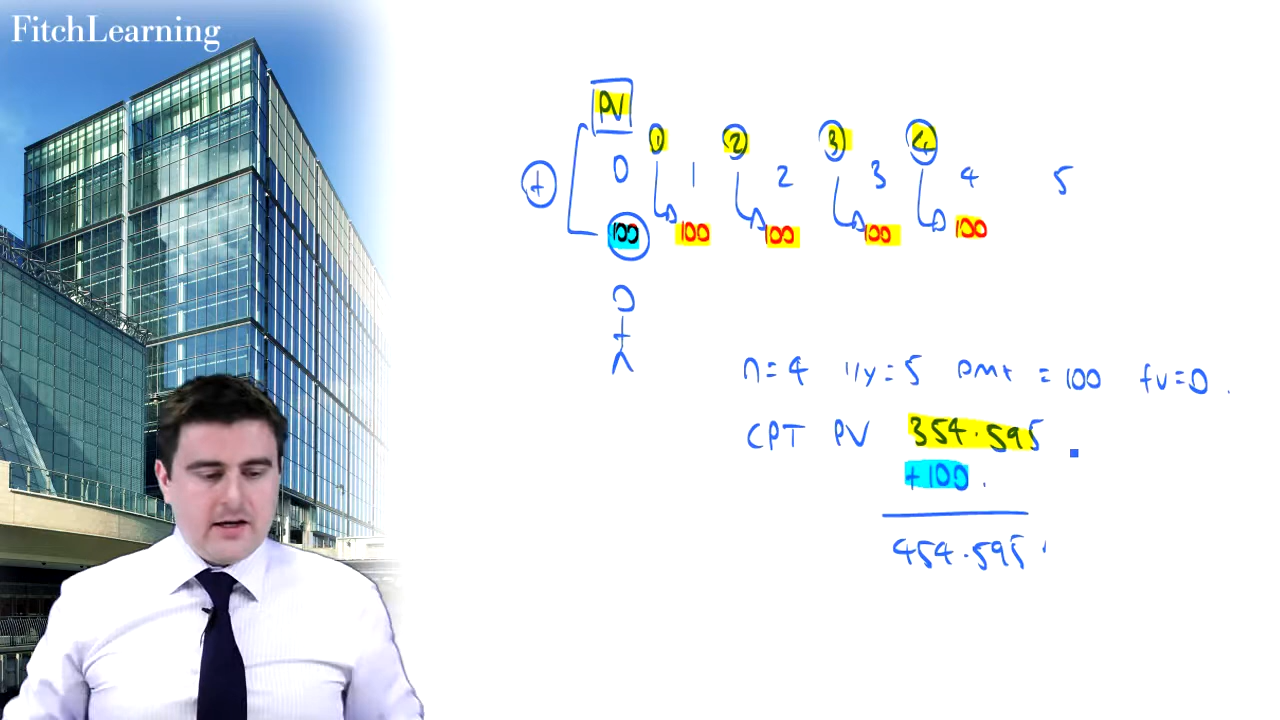 FitchLearning
PV
1 2 3 4
+ 0 1 2 3 4 5
100 100 100 100 100
0
n=4 I/y=5 PMT =100 fv=0.
CPT PV 354.595
+100.
454.595